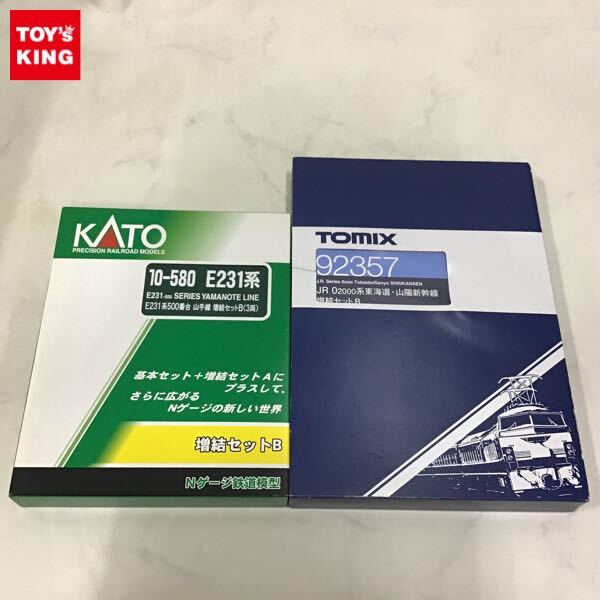 TOY's
KING
KATO
PRECISION RAILROAD MODELS
10-580 E231系
E231-500 SERIES YAMANOTE LINE
E231系500番台 山手線 増結セットB(3両)
基本セット+増結セットAに
プラスして、
さらに広がる
Nゲージの新しい世界
増結セットB
Nゲージ鉄道模型
TOMIX
92357
J.R. Series 02000 Tokaido/Sanyo SHINKANSEN
JR 02000系東海道・山陽新幹線
増結セットB